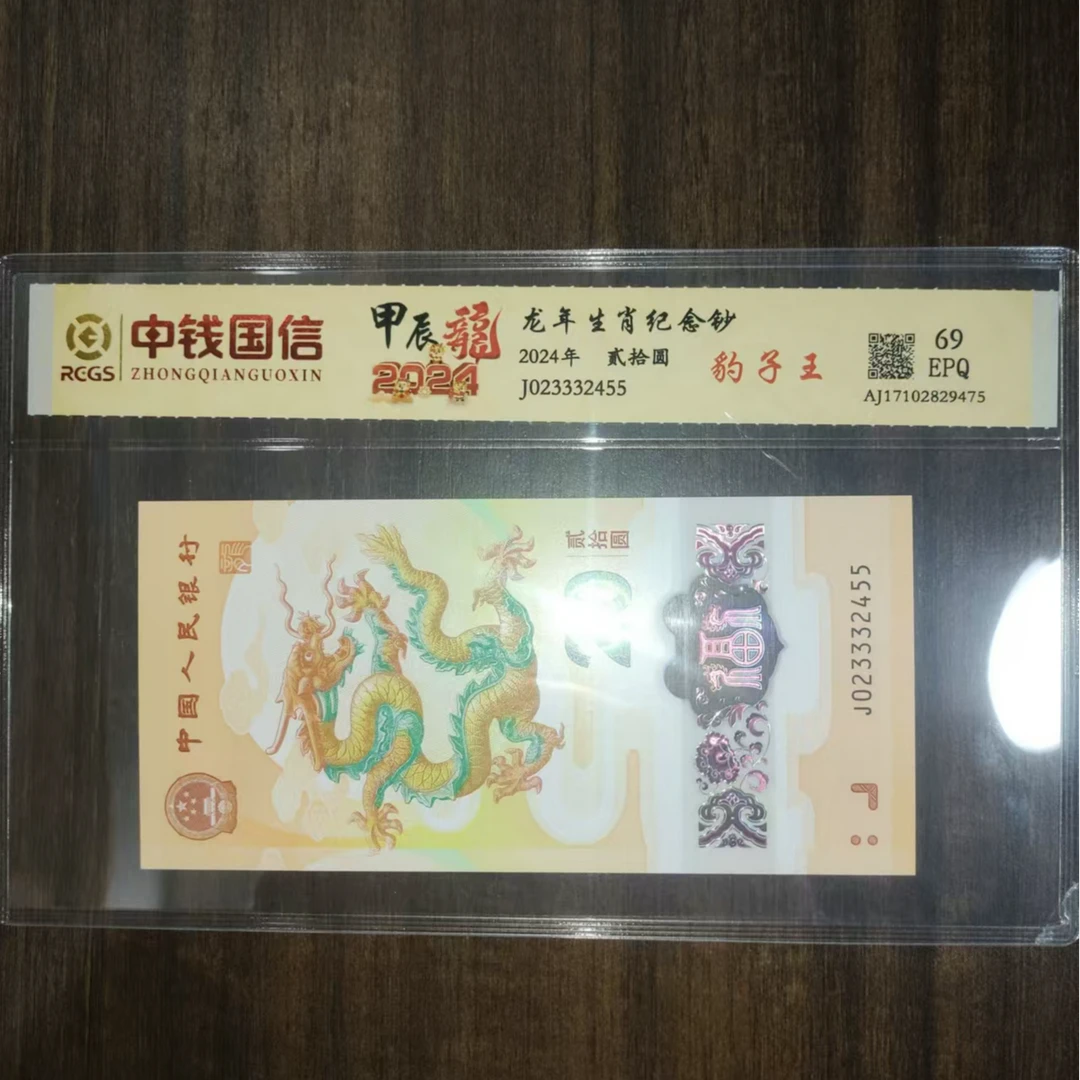 RCGS
中钱国信
ZHONGQIANGUOXIN
甲辰龍
2024
龙年生肖纪念钞
2024年 贰拾圆
J023332455
豹子王
69
EPQ
AJ17102829475
中国人民银行
贰拾圆
20
福
J023332455